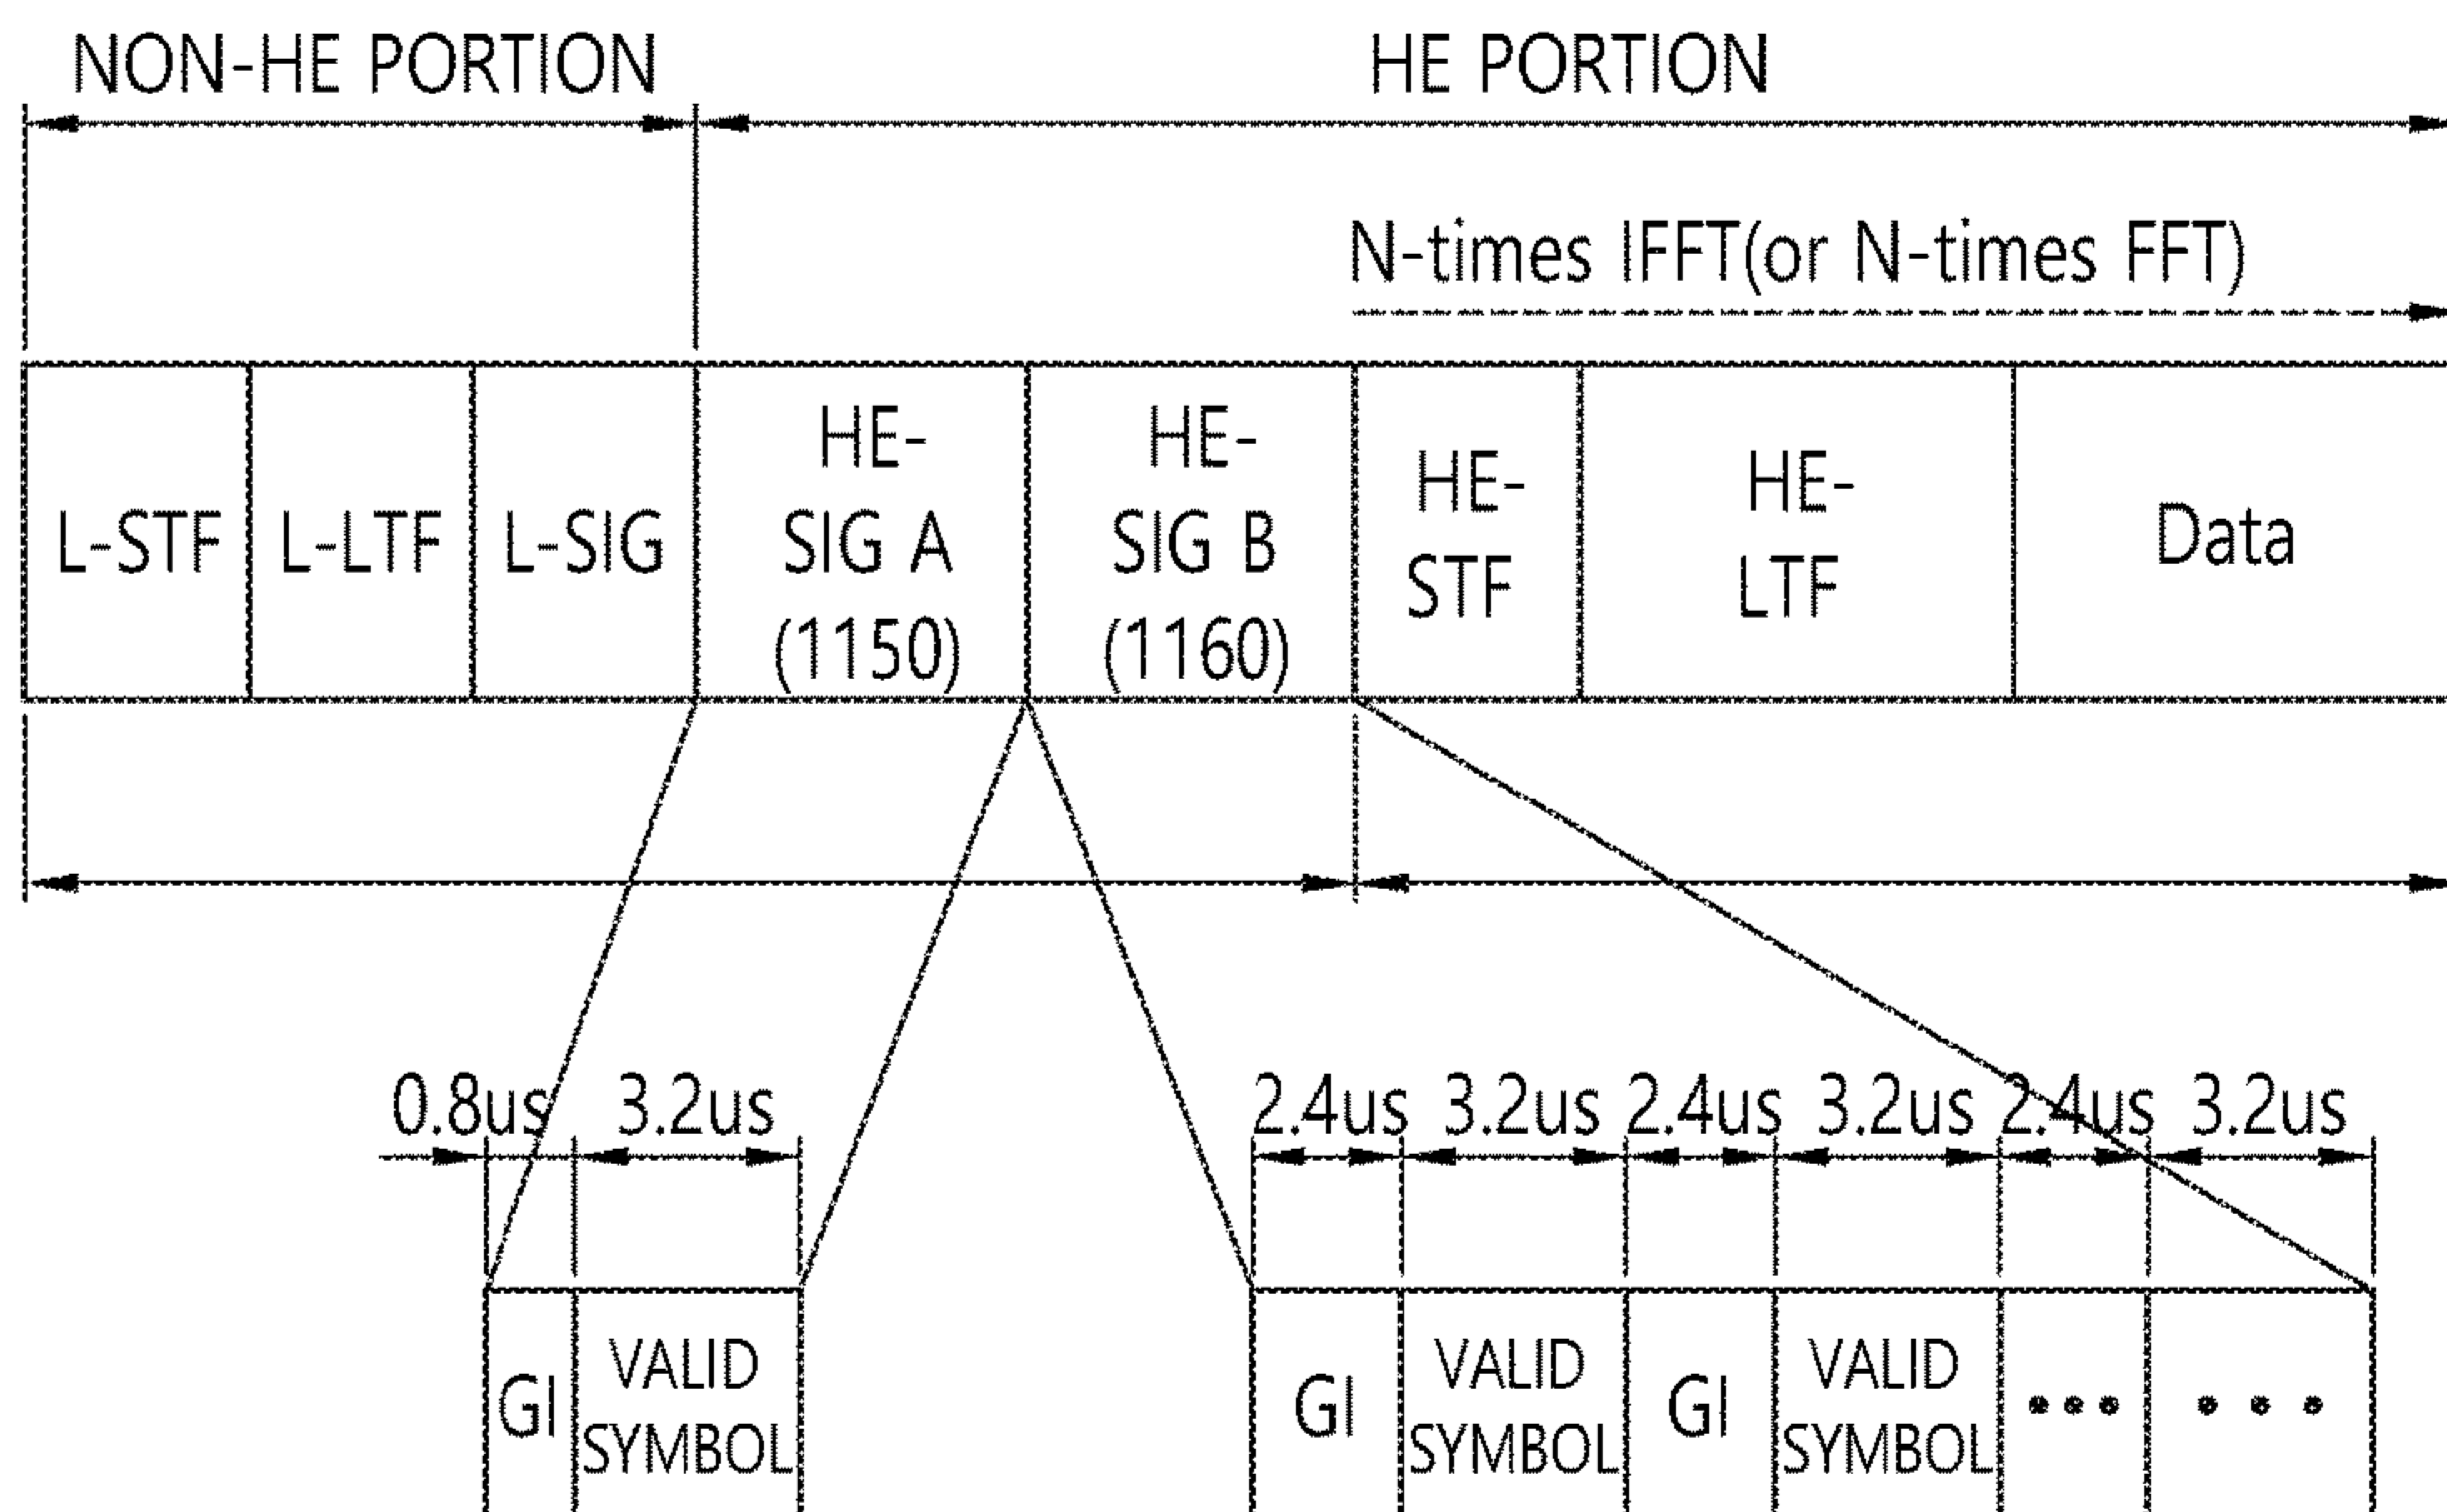 NON-HE PORTION
HE PORTION
N-times IFFT(or N-times FFT)
L-STF
L-LTF
L-SIG
HE-
SIG A
(1150)
HE-
SIG B
(1160)
HE-
STF
HE-
LTF
Data
0.8us
3.2us
2.4us
3.2us
2.4us
3.2us
2.4us
3.2us
GI
VALID
SYMBOL
GI
VALID
SYMBOL
GI
VALID
SYMBOL
•••
• • •